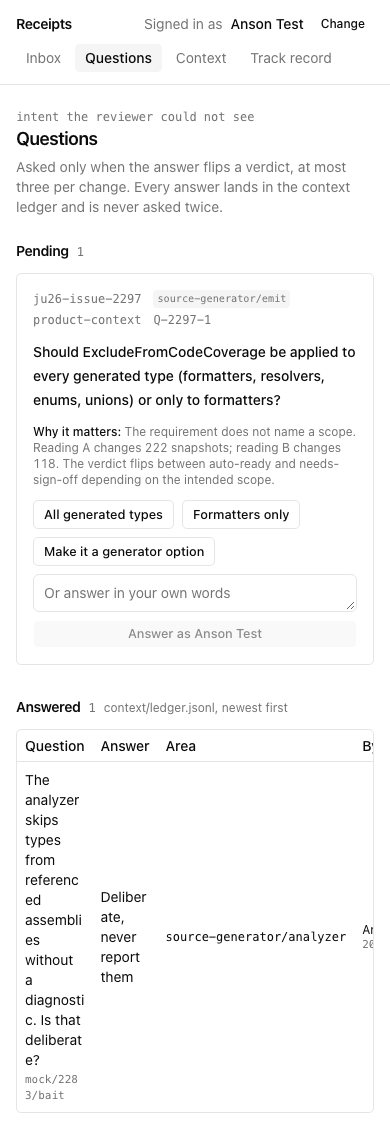 Receipts
Signed in as Anson Test Change
Inbox Questions Context Track record
intent the reviewer could not see
Questions
Asked only when the answer flips a verdict, at most
three per change. Every answer lands in the context
ledger and is never asked twice.
Pending 1
ju26-issue-2297 source-generator/emit
product-context Q-2297-1
Should ExcludeFromCodeCoverage be applied to
every generated type (formatters, resolvers,
enums, unions) or only to formatters?
Why it matters: The requirement does not name a scope.
Reading A changes 222 snapshots; reading B changes
118. The verdict flips between auto-ready and needs-
sign-off depending on the intended scope.
All generated types Formatters only
Make it a generator option
Or answer in your own words
Answer as Anson Test
Answered 1 context/ledger.jsonl, newest first
Question Answer Area
The
analyzer
skips
types
from
referenc
ed
assembli
es
without
a
diagnosti
c. Is that
deliberat
e?
mock/228
3/bait
Deliber
ate,
never
report
them
source-generator/analyzer